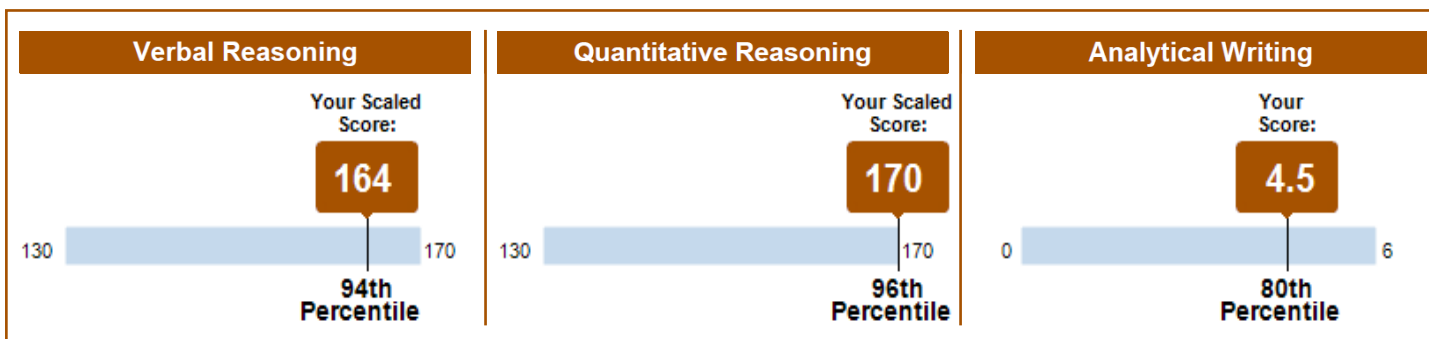 Verbal Reasoning
Your Scaled
Score:
164
130
170
94th
Percentile
Quantitative Reasoning
Your Scaled
Score:
170
130
170
96th
Percentile
Analytical Writing
Your
Score:
4.5
0
6
80th
Percentile